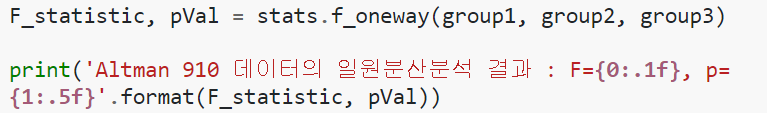 F_statistic, pVal = stats.f_oneway(group1, group2, group3)
print('Altman 910 데이터의 일원분산분석 결과 : F={0:.1f}, p=
{1:.5f}'.format(F_statistic, pVal))